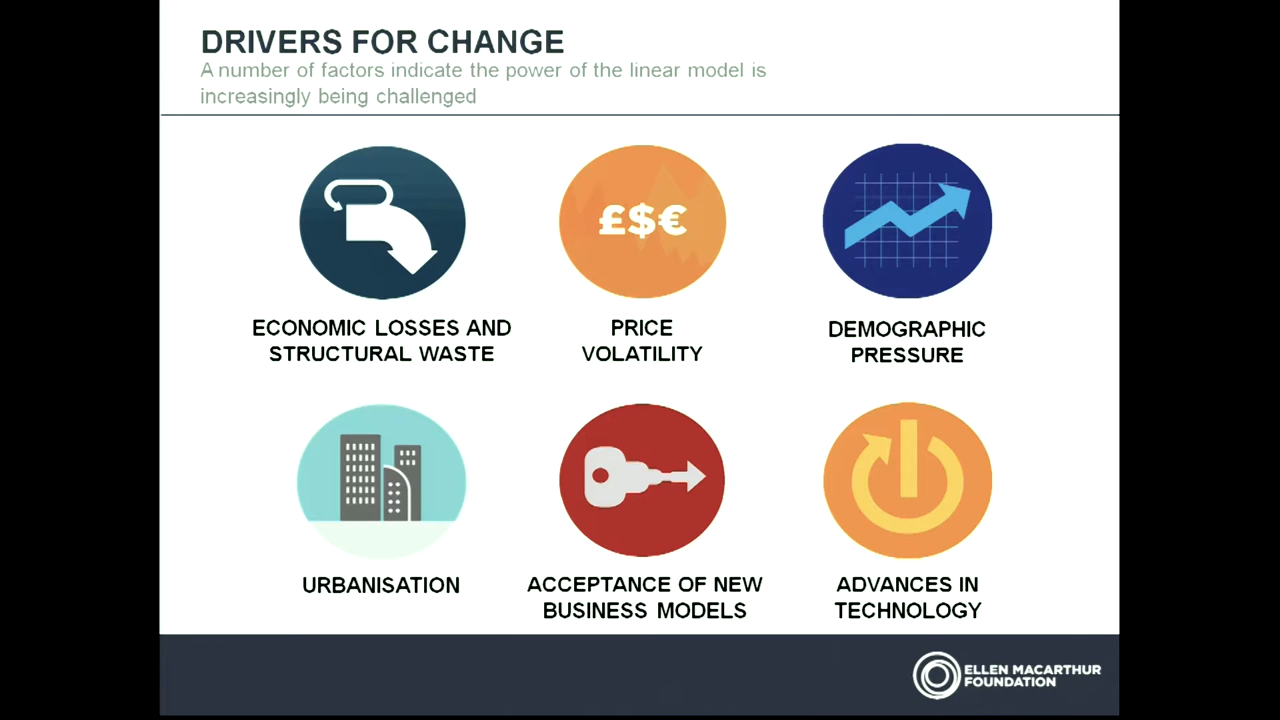 DRIVERS FOR CHANGE
A number of factors indicate the power of the linear model is
increasingly being challenged
£$€
ECONOMIC LOSSES AND
STRUCTURAL WASTE
PRICE
VOLATILITY
DEMOGRAPHIC
PRESSURE
URBANISATION
ACCEPTANCE OF NEW
BUSINESS MODELS
ADVANCES IN
TECHNOLOGY
ELLEN MACARTHUR
FOUNDATION